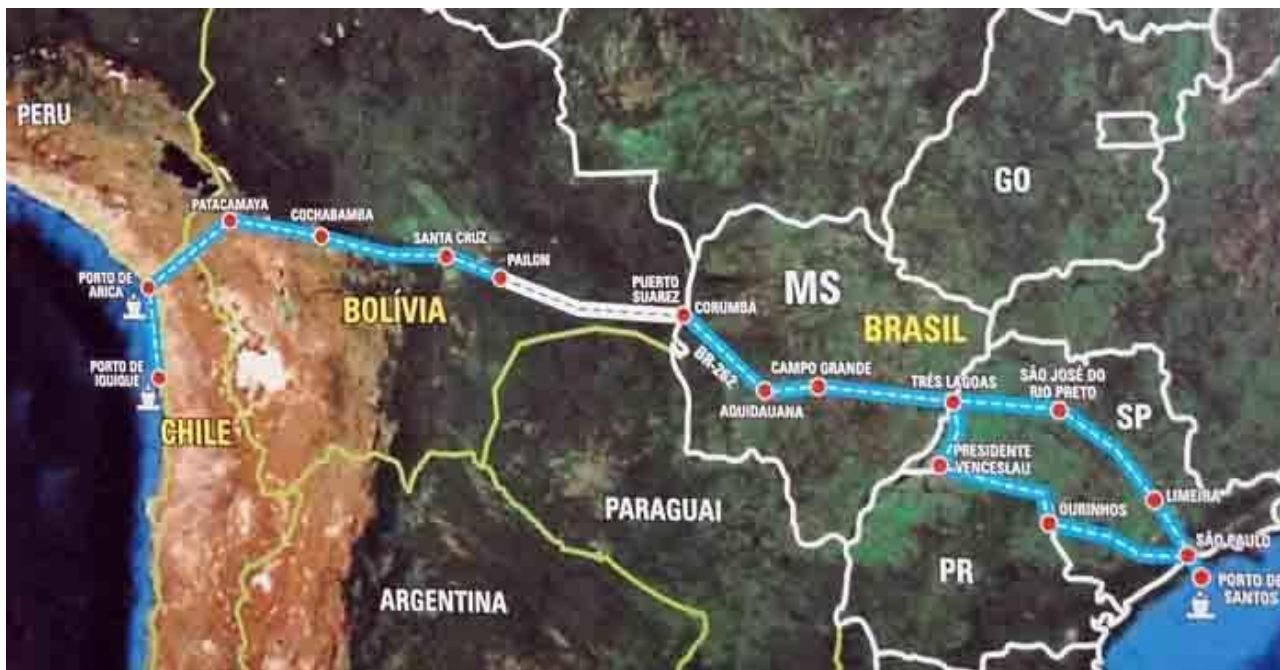 PERU
GO
PATACAMAYA
COCHABAMBA
SANTA CRUZ
PAILON
PORTO DE
ARICA
PUERTO
SUAREZ
CORUMBA
MS
BOLÍVIA
BRASIL
BR-262
PORTO DE
IQUIQUE
CAMPO GRANDE
AQUIDAUANA
TRÉS LAGOAS
SÃO JOSÉ DO
RIO PRETO
SP
CHILE
PRESIDENTE
VENCESLAU
LIMEIRA
PARAGUAI
OURINHOS
SÃO PAULO
PR
PORTO DE
SANTOS
ARGENTINA